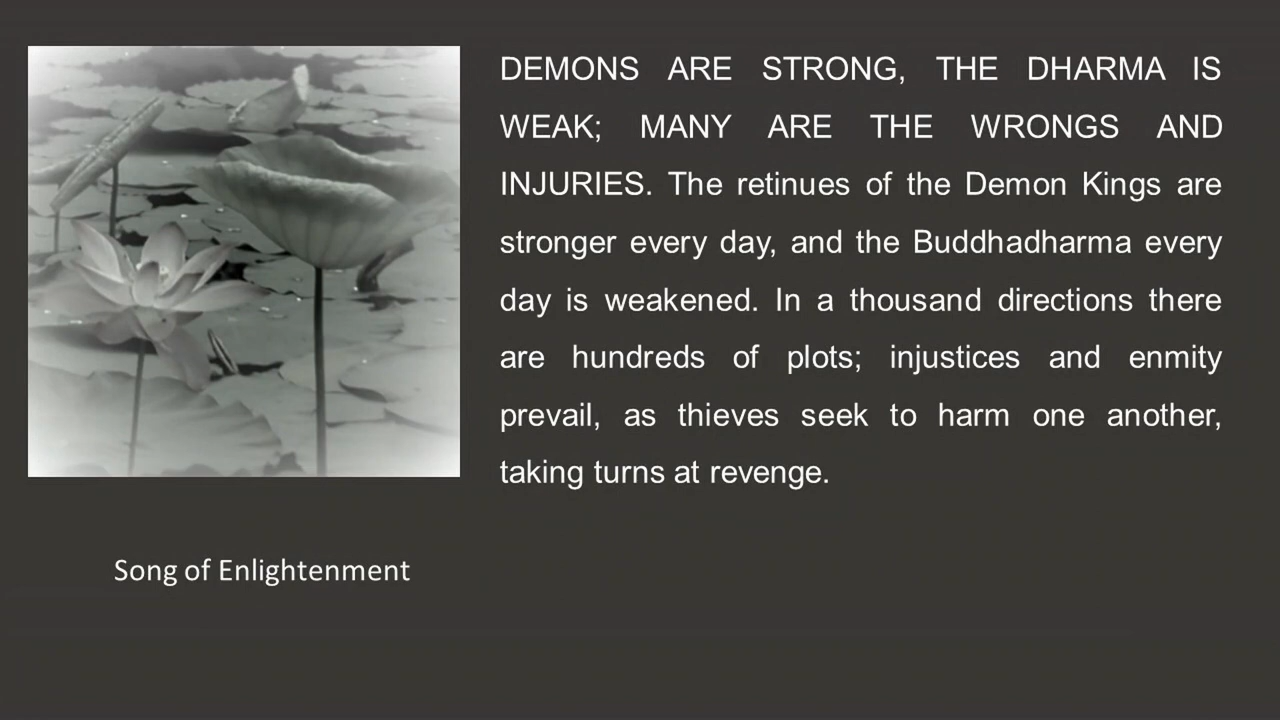 DEMONS ARE STRONG, THE DHARMA IS
WEAK; MANY ARE THE WRONGS AND
INJURIES. The retinues of the Demon Kings are
stronger every day, and the Buddhadharma every
day is weakened. In a thousand directions there
are hundreds of plots; injustices and enmity
prevail, as thieves seek to harm one another,
taking turns at revenge.
Song of Enlightenment